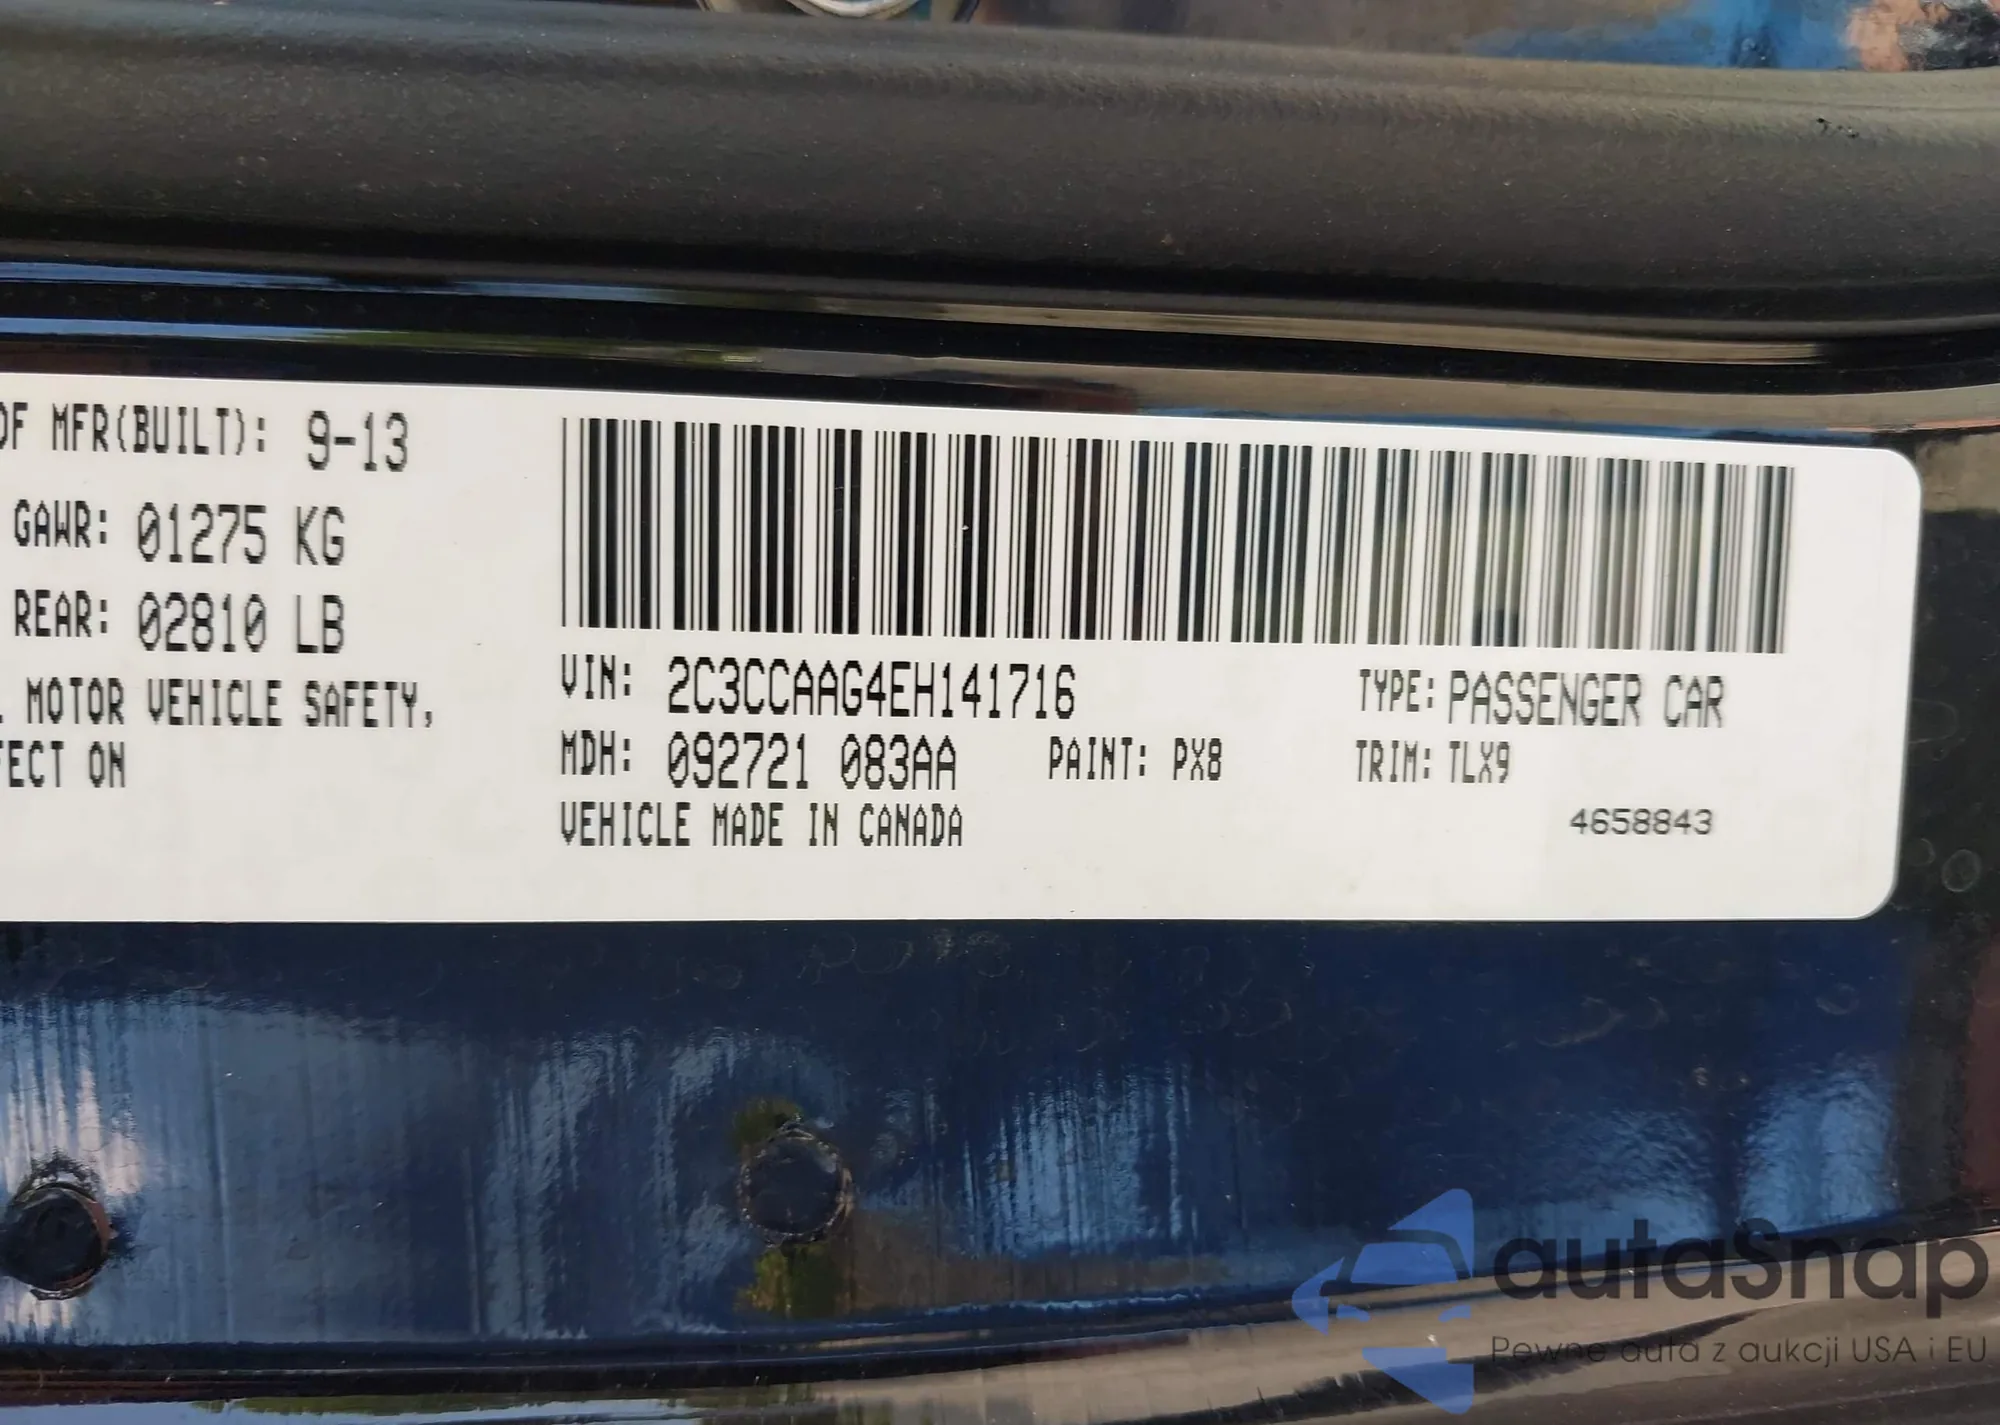 OF MFR(BUILT): 9-13
GAWR: 01275 KG
REAR: 02810 LB
MOTOR VEHICLE SAFETY,
FECT ON
VIN: 2C3CCAAG4EH141716
TYPE: PASSENGER CAR
MDH: 092721 083AA
PAINT: PX8
TRIM: TLX9
VEHICLE MADE IN CANADA
4658843
autaSnap
Pewne auta z aukcji USA i EU